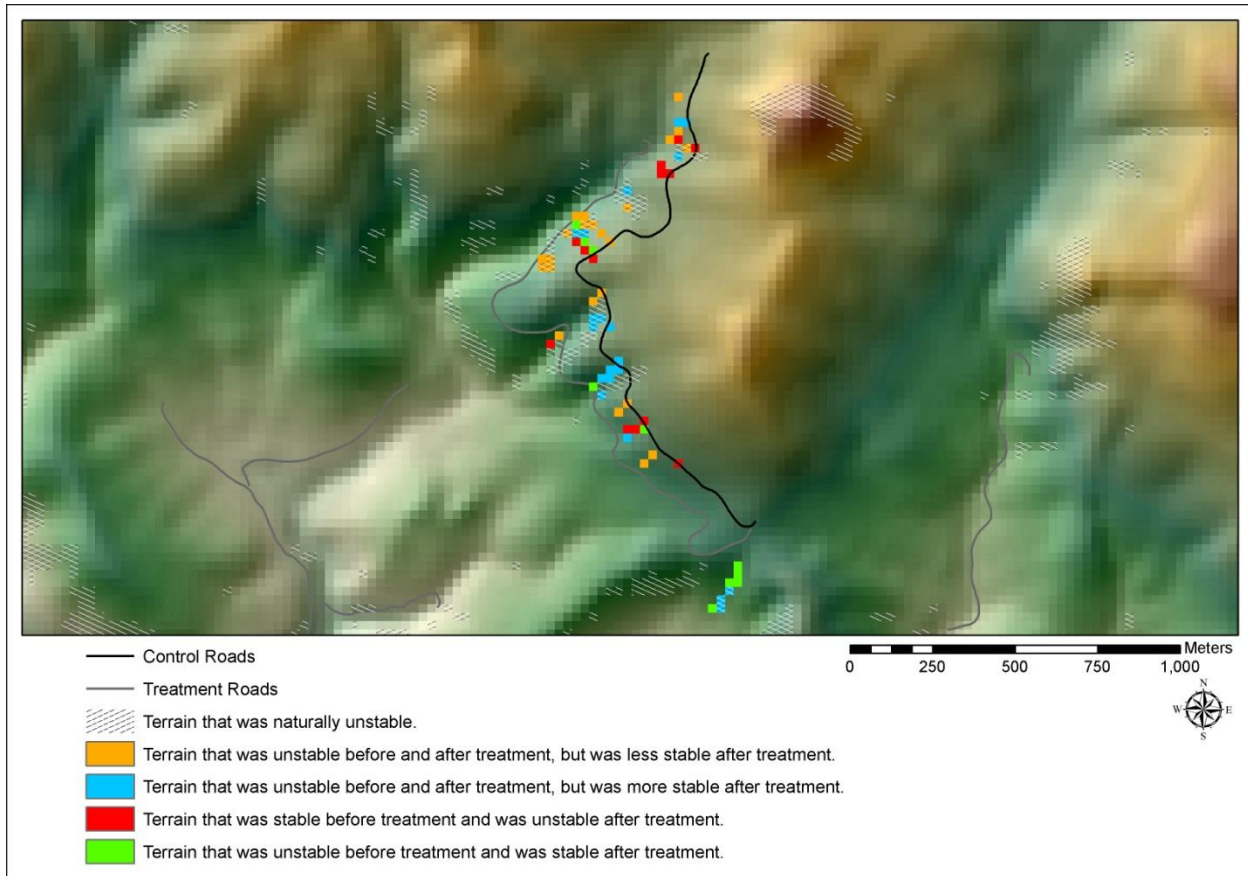 Control Roads
Treatment Roads
Terrain that was naturally unstable.
Terrain that was unstable before and after treatment, but was less stable after treatment.
Terrain that was unstable before and after treatment, but was more stable after treatment.
Terrain that was stable before treatment and was unstable after treatment.
Terrain that was unstable before treatment and was stable after treatment.
Meters
0 250 500 750 1,000
N
W E
S